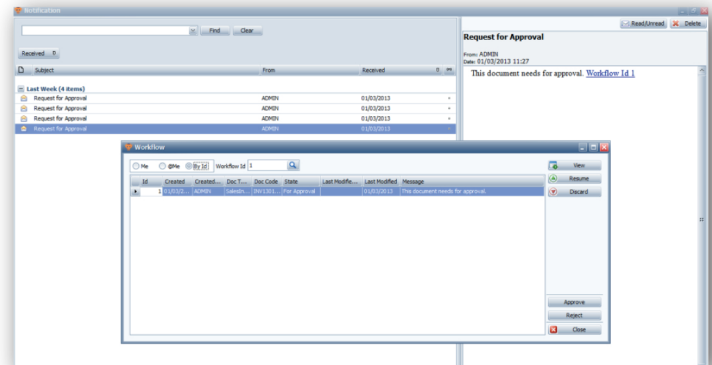 Notification
Find Clear
Read/Unread Delete
Request for Approval
From: ADMIN
Date: 01/03/2013 11:27
This document needs for approval. Workflow Id 1
Received
Subject From Received
Last Week (4 items)
Request for Approval ADMIN 01/03/2013
Request for Approval ADMIN 01/03/2013
Request for Approval ADMIN 01/03/2013
Request for Approval ADMIN 01/03/2013
Workflow
Me @Me By Id Workflow Id 1
View
Resume
Discard
Id Created Created... Doc T... Doc Code State Last Modifie... Last Modified Message
1 01/03/2... ADMIN SalesIn... INV1301... For Approval 01/03/2013 This document needs for approval.
Approve
Reject
Close